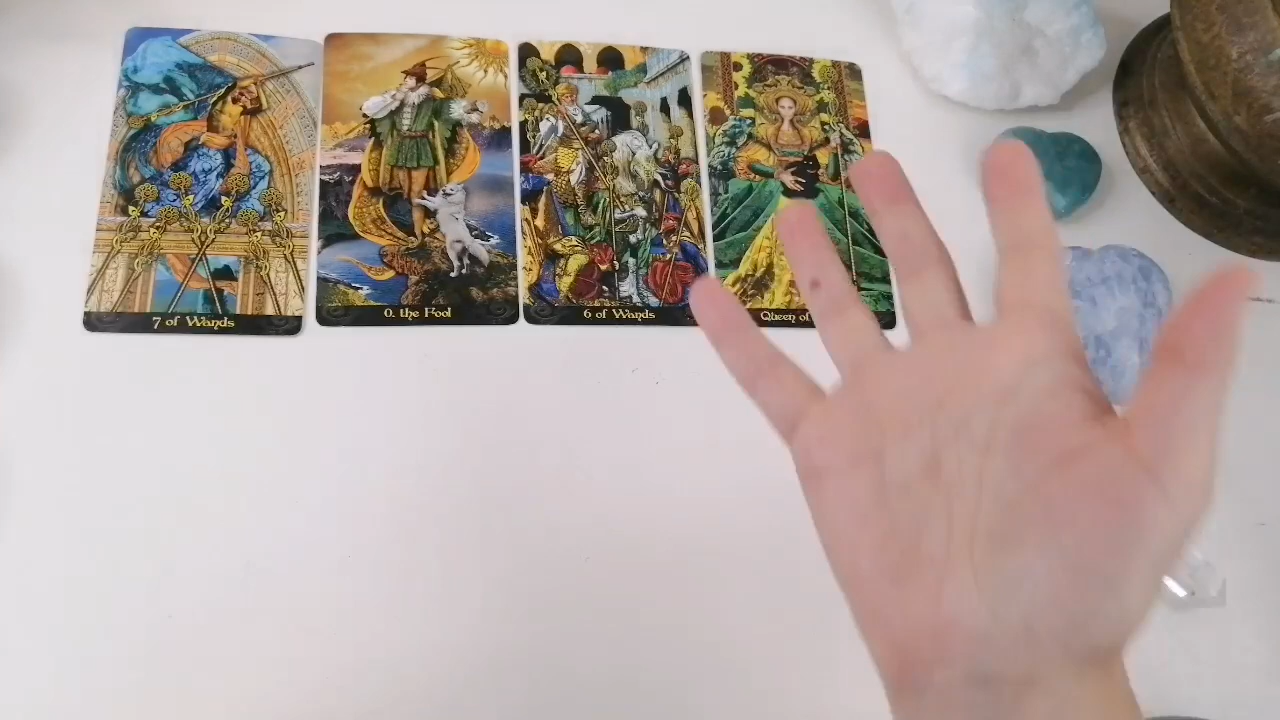 7 of Wands
0. the Fool
6 of Wands
Queen of